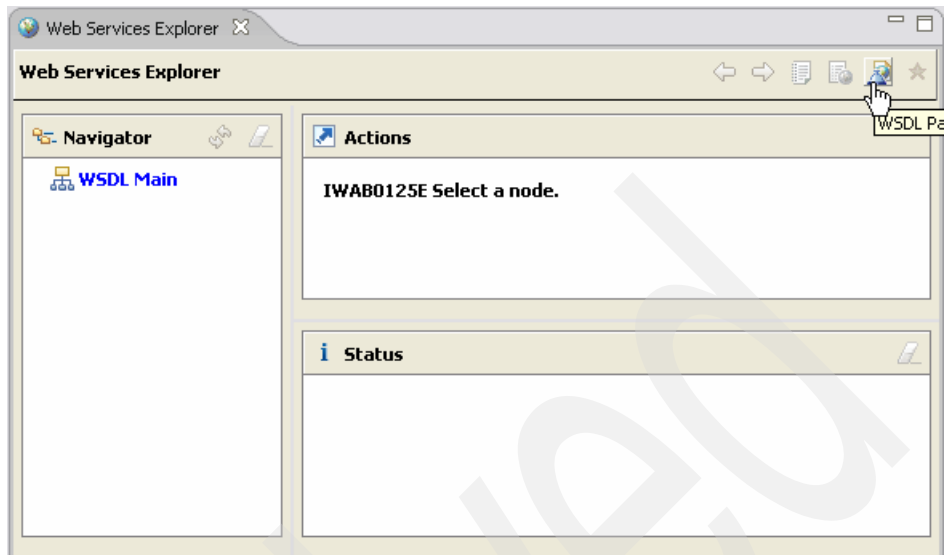 Web Services Explorer
Web Services Explorer
WSDL Pa
Navigator
WSDL Main
Actions
IWAB0125E Select a node.
i Status